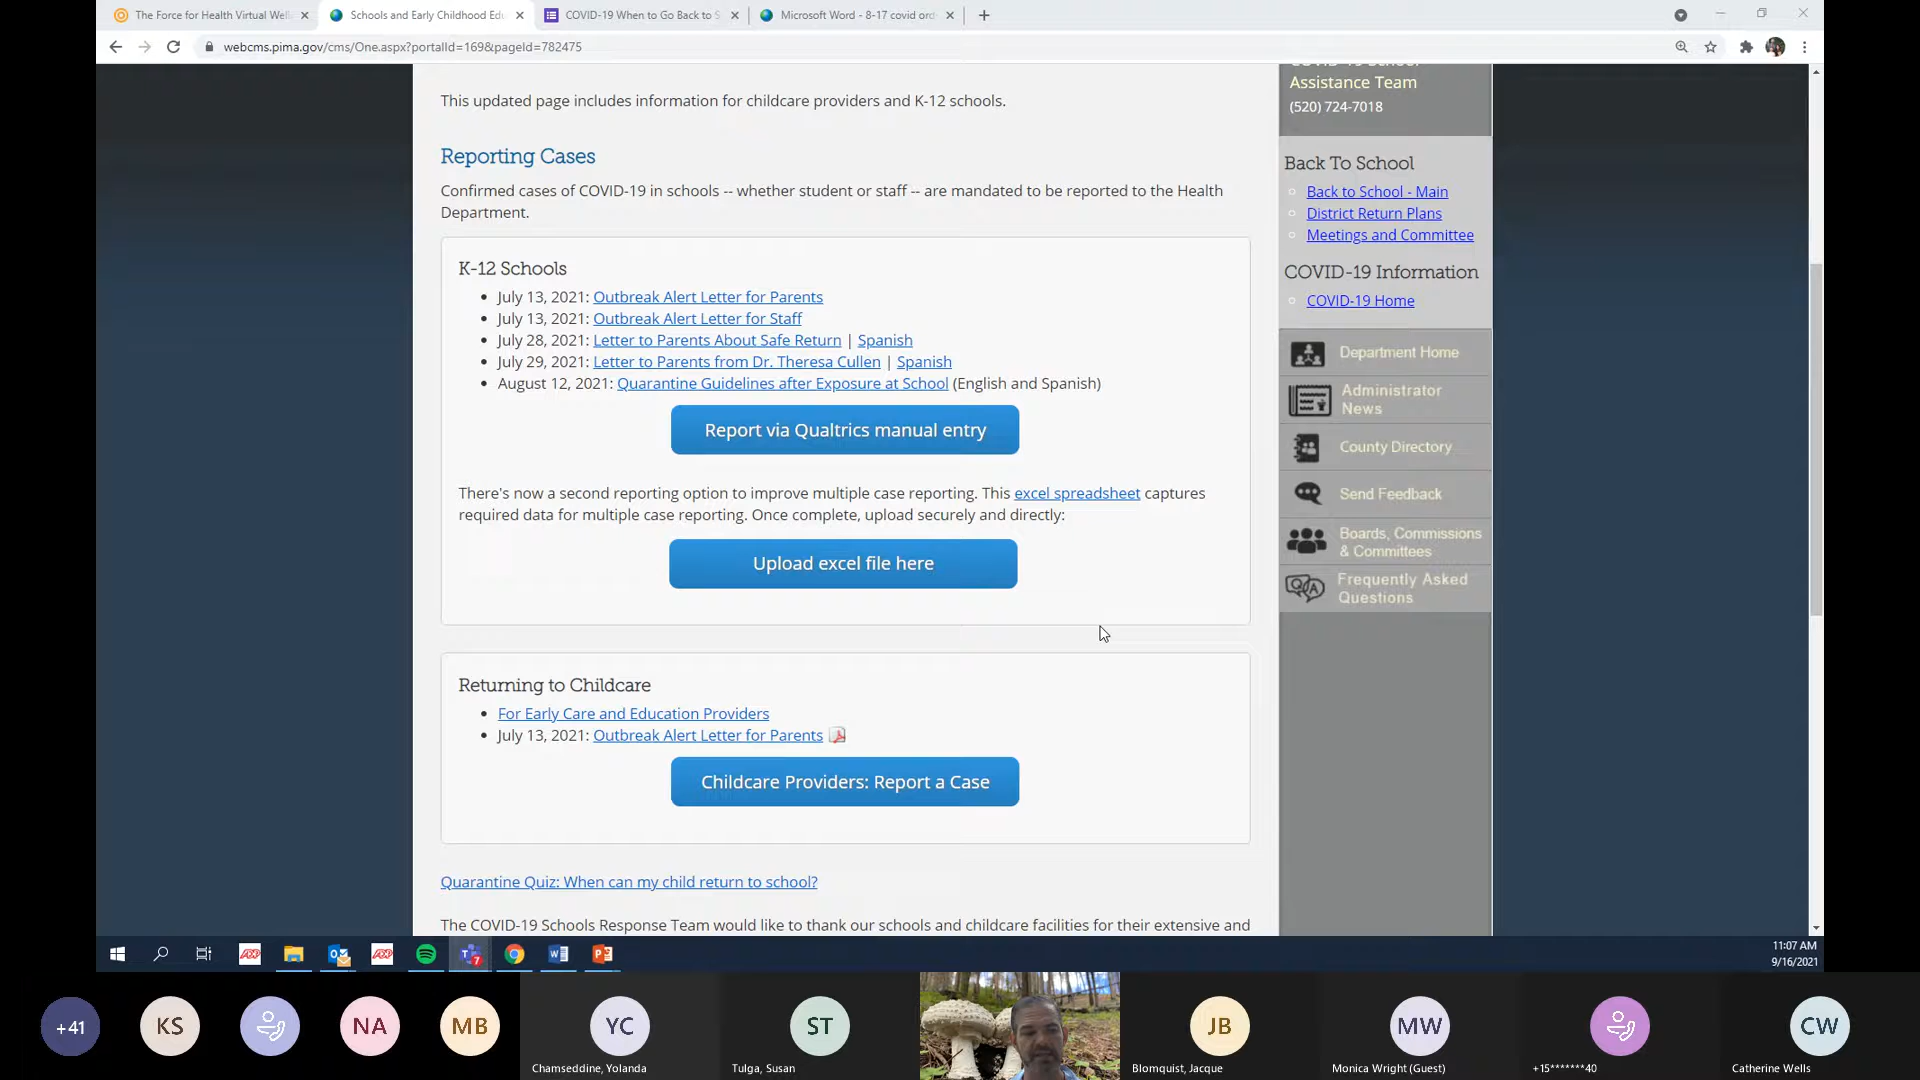 The Force for Health Virtual Well
Schools and Early Childhood Edu
COVID-19 When to Go Back to S
Microsoft Word - 8-17 covid ord
webcms.pima.gov/cms/One.aspx?portalId=169&pageId=782475
This updated page includes information for childcare providers and K-12 schools.
Reporting Cases
Confirmed cases of COVID-19 in schools -- whether student or staff -- are mandated to be reported to the Health
Department.
K-12 Schools
July 13, 2021: Outbreak Alert Letter for Parents
July 13, 2021: Outbreak Alert Letter for Staff
July 28, 2021: Letter to Parents About Safe Return | Spanish
July 29, 2021: Letter to Parents from Dr. Theresa Cullen | Spanish
August 12, 2021: Quarantine Guidelines after Exposure at School (English and Spanish)
Report via Qualtrics manual entry
There's now a second reporting option to improve multiple case reporting. This excel spreadsheet captures
required data for multiple case reporting. Once complete, upload securely and directly:
Upload excel file here
Returning to Childcare
For Early Care and Education Providers
July 13, 2021: Outbreak Alert Letter for Parents
Childcare Providers: Report a Case
Quarantine Quiz: When can my child return to school?
The COVID-19 Schools Response Team would like to thank our schools and childcare facilities for their extensive and
COVID-19 School
Assistance Team
(520) 724-7018
Back To School
Back to School - Main
District Return Plans
Meetings and Committee
COVID-19 Information
COVID-19 Home
Department Home
Administrator
News
County Directory
Send Feedback
Boards, Commissions
& Committees
Frequently Asked
Questions
11:07 AM
9/16/2021
+41
KS
NA
MB
YC
Chamseddine, Yolanda
ST
Tulga, Susan
JB
Blomquist, Jacque
MW
Monica Wright (Guest)
+15*******40
CW
Catherine Wells